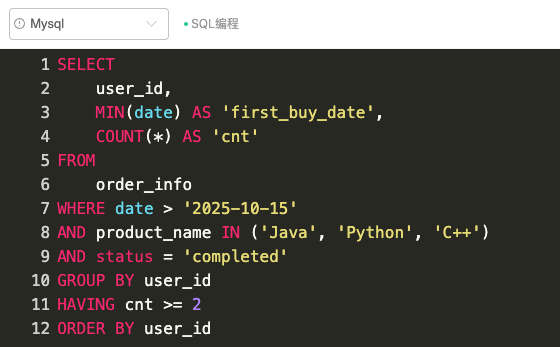 Mysql
SQL编程
1 SELECT
2 user_id,
3 MIN(date) AS 'first_buy_date',
4 COUNT(*) AS 'cnt'
5 FROM
6 order_info
7 WHERE date > '2025-10-15'
8 AND product_name IN ('Java', 'Python', 'C++')
9 AND status = 'completed'
10 GROUP BY user_id
11 HAVING cnt >= 2
12 ORDER BY user_id